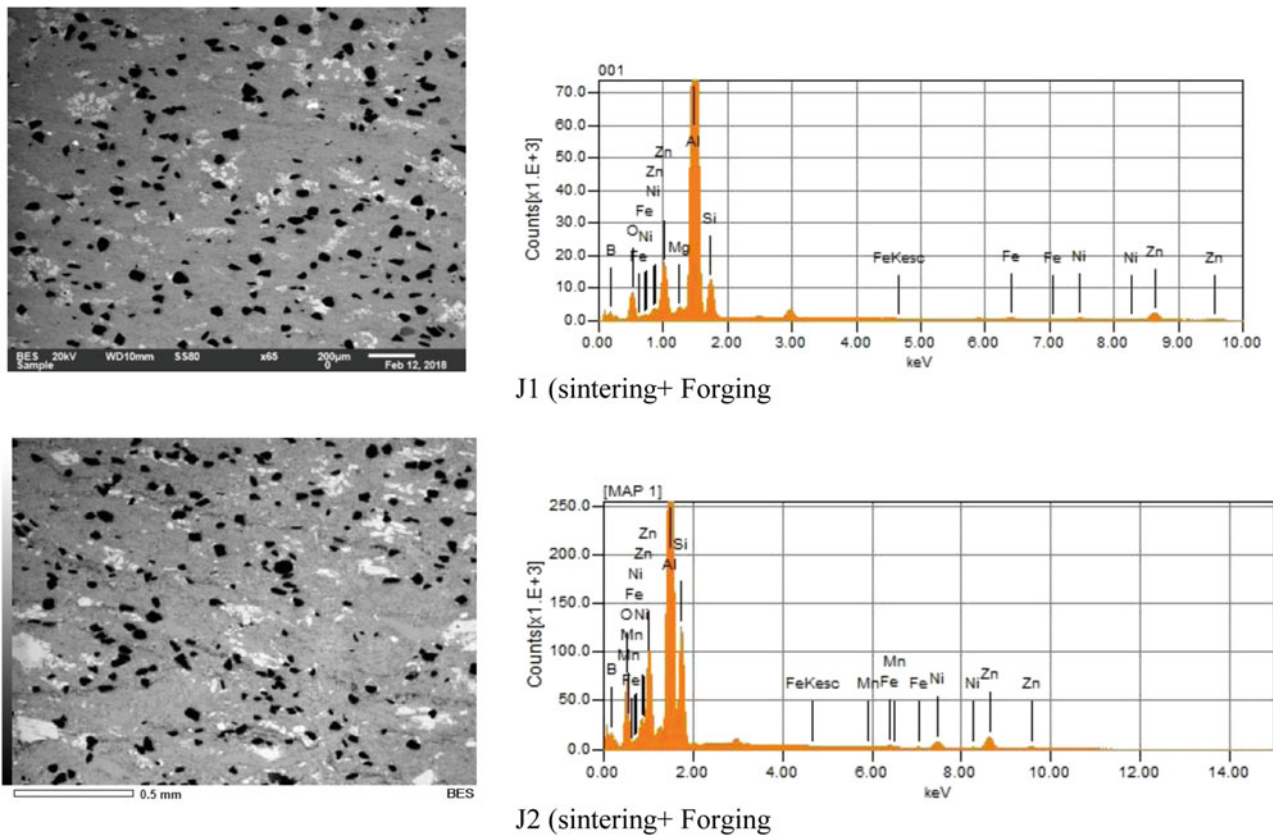 001
Counts[x1.E+3]
70.0
60.0
50.0
40.0
30.0
20.0
10.0
0.0
Zn
Zn
Ni
Fe
O Ni
B Fe Mg Al Si FeKesc Fe Fe Ni Ni Zn Zn
0.00 1.00 2.00 3.00 4.00 5.00 6.00 7.00 8.00 9.00 10.00
keV
BES 20kV WD10mm SS80 x65 200µm
Sample 0 Feb 12, 2018
J1 (sintering+ Forging
[MAP 1]
Counts[x1.E+3]
250.0
200.0
150.0
100.0
50.0
0.0
Zn
Zn Si
Ni Al
Fe
O Ni
Mn
Mn Mn
B Fe FeKesc Mn Fe Fe Ni Ni Zn Zn
0.00 2.00 4.00 6.00 8.00 10.00 12.00 14.00
keV
0.5 mm BES
J2 (sintering+ Forging